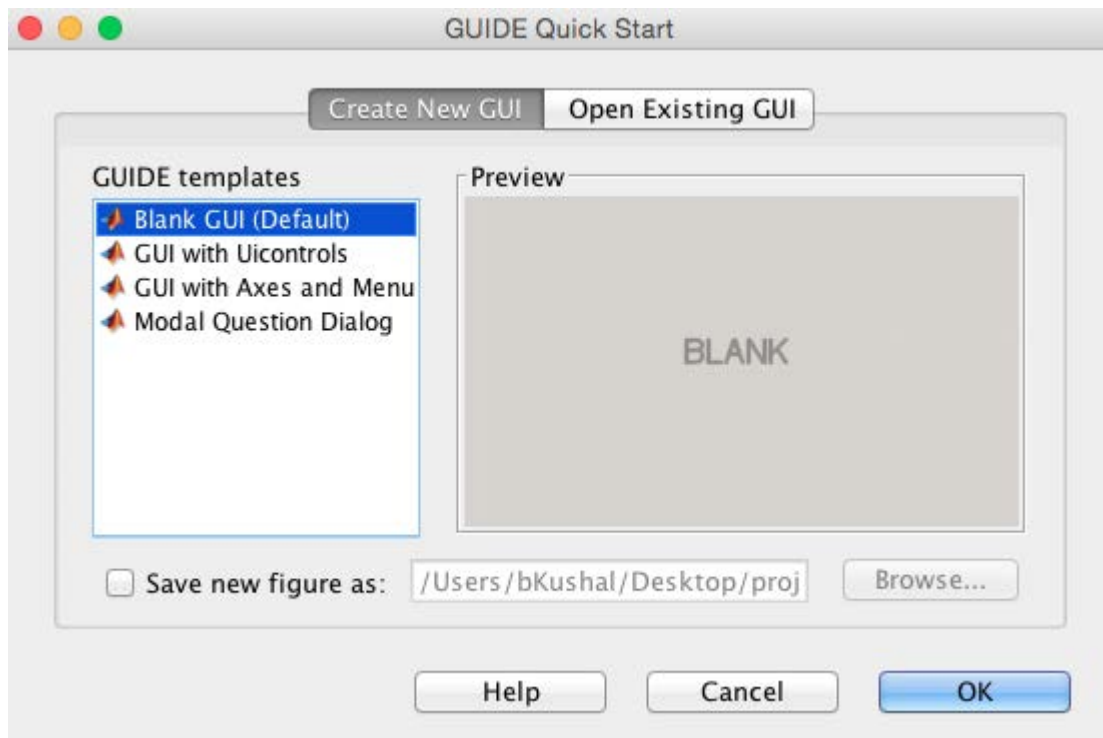 GUIDE Quick Start
Create New GUI
Open Existing GUI
GUIDE templates
Blank GUI (Default)
GUI with Uicontrols
GUI with Axes and Menu
Modal Question Dialog
Preview
BLANK
Save new figure as:
/Users/bKushal/Desktop/proj
Browse...
Help
Cancel
OK